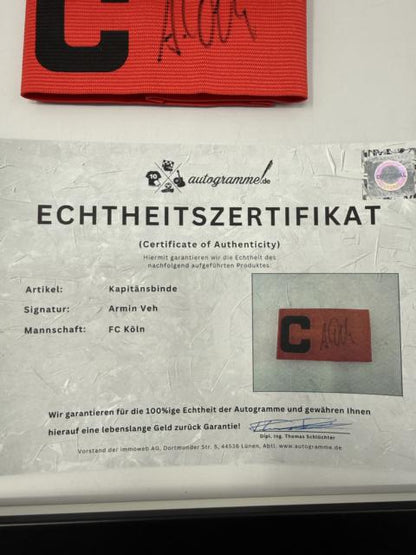 C
autogramme.de
ECHTHEITSZERTIFIKAT
(Certificate of Authenticity)
Hiermit garantieren wir die Echtheit des
nachfolgend aufgeführten Produktes:
Artikel: Kapitänsbinde
Signatur: Armin Veh
Mannschaft: FC Köln
C
Wir garantieren für die 100%ige Echtheit der Autogramme und gewähren Ihnen
hierauf eine lebenslange Geld zurück Garantie!
Dipl. Ing. Thomas Schlüchter
Vorstand der immoweb AG, Dortmunder Str. 5, 44536 Lünen, Abtl. www.autogramme.de